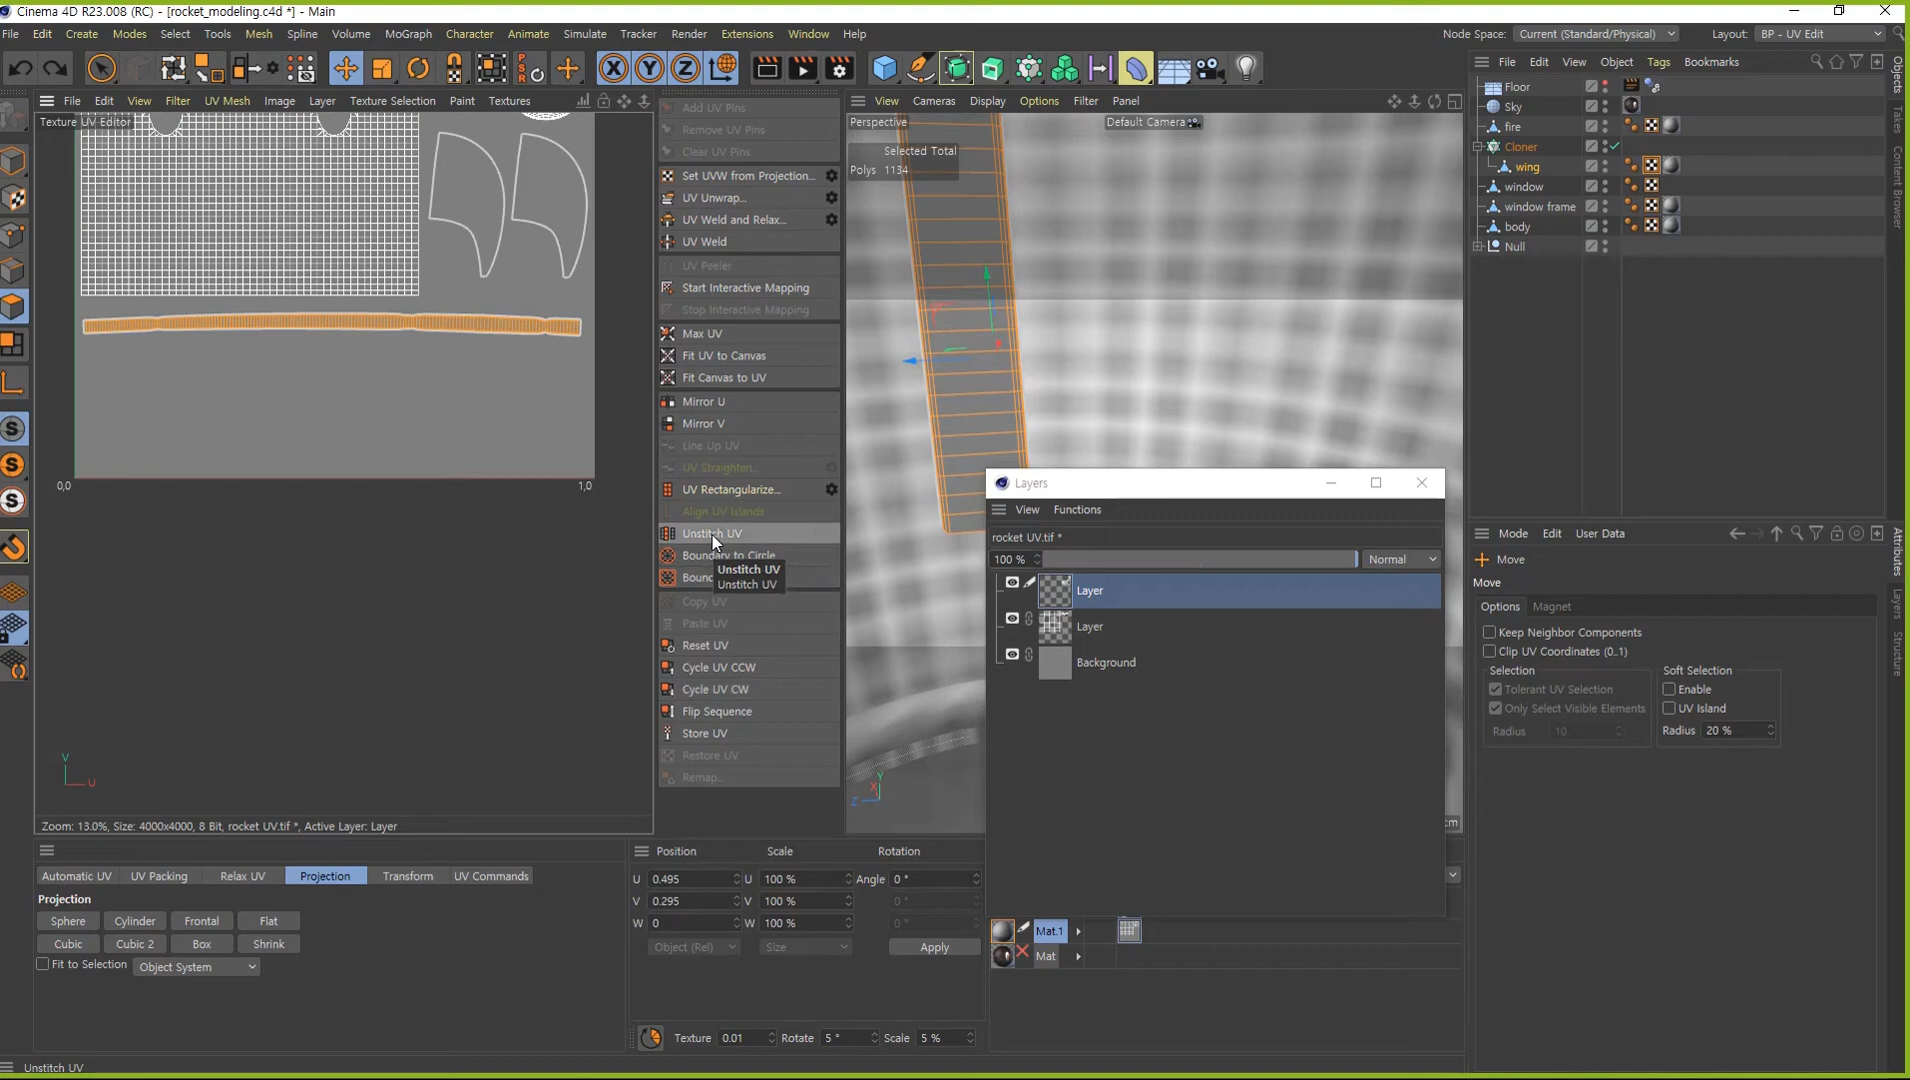 Cinema 4D R23.008 (RC) - [rocket_modeling.c4d *] - Main
File Edit Create Modes Select Tools Mesh Spline Volume MoGraph Character Animate Simulate Tracker Render Extensions Window Help
Node Space: Current (Standard/Physical) Layout: BP - UV Edit
File Edit View Filter UV Mesh Image Layer Texture Selection Paint Textures
Texture UV Editor
0,0
1,0
V
U
Zoom: 13.0%, Size: 4000x4000, 8 Bit, rocket UV.tif *, Active Layer: Layer
Add UV Pins
Remove UV Pins
Clear UV Pins
Set UVW from Projection...
UV Unwrap...
UV Weld and Relax...
UV Weld
UV Peeler
Start Interactive Mapping
Stop Interactive Mapping
Max UV
Fit UV to Canvas
Fit Canvas to UV
Mirror U
Mirror V
Line Up UV
UV Straighten...
UV Rectangularize...
Align UV Islands
Unstitch UV
Boundary to Circle
Bound
Unstitch UV
Unstitch UV
Copy UV
Paste UV
Reset UV
Cycle UV CCW
Cycle UV CW
Flip Sequence
Store UV
Restore UV
Remap...
View Cameras Display Options Filter Panel
Perspective
Default Camera
Selected Total
Polys 1134
Y
X
Z
cm
Layers
View Functions
rocket UV.tif *
100 % Normal
Layer
Layer
Background
Mat.1
Mat
File Edit View Object Tags Bookmarks
Floor
Sky
fire
Cloner
wing
window
window frame
body
Null
Objects
Takes
Content Browser
Mode Edit User Data
Move
Move
Options Magnet
Keep Neighbor Components
Clip UV Coordinates (0..1)
Selection
Tolerant UV Selection
Only Select Visible Elements
Radius 10
Soft Selection
Enable
UV Island
Radius 20 %
Attributes
Layers
Structure
Automatic UV UV Packing Relax UV Projection Transform UV Commands
Projection
Sphere Cylinder Frontal Flat
Cubic Cubic 2 Box Shrink
Fit to Selection Object System
Position Scale Rotation
U 0.495 U 100 % Angle 0 °
V 0.295 V 100 % 0 °
W 0 W 100 % 0 °
Object (Rel) Size Apply
Texture 0.01 Rotate 5 ° Scale 5 %
Unstitch UV